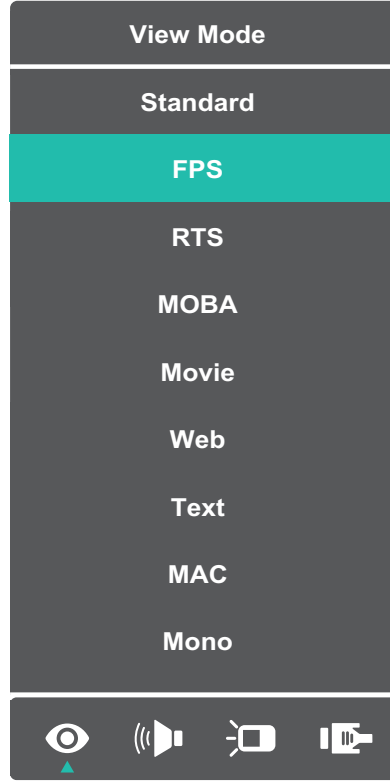 View Mode
Standard
FPS
RTS
MOBA
Movie
Web
Text
MAC
Mono